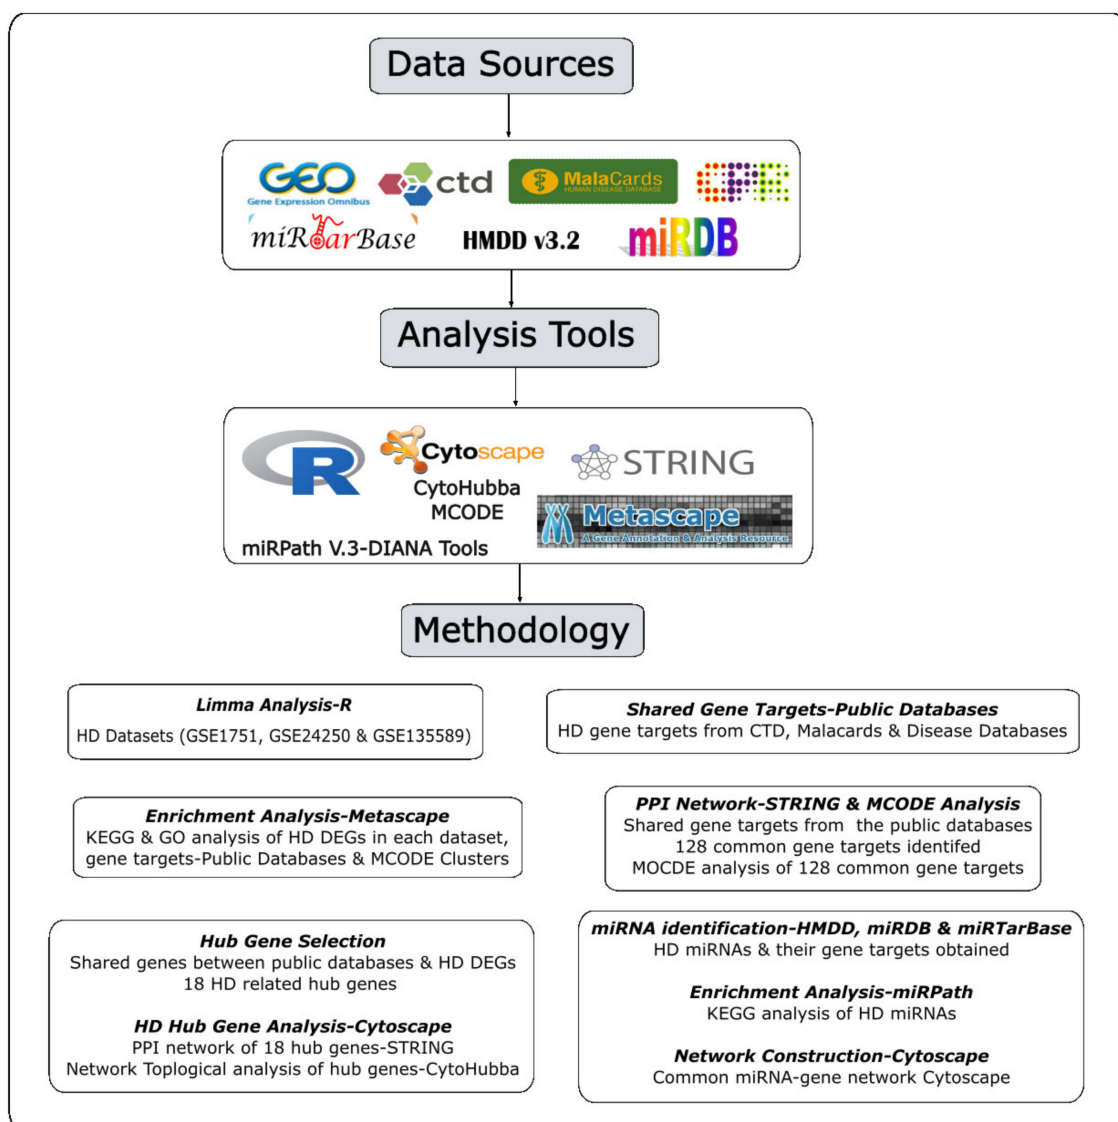 Data Sources
GEO
Gene Expression Omnibus
ctd
MalaCards
HUMAN DISEASE DATABASE
miRTarBase
HMDD v3.2
miRDB
Analysis Tools
R
Cytoscape
CytoHubba
MCODE
STRING
Metascape
A Gene Annotation & Analysis Resource
miRPath V.3-DIANA Tools
Methodology
Limma Analysis-R
HD Datasets (GSE1751, GSE24250 & GSE135589)
Shared Gene Targets-Public Databases
HD gene targets from CTD, Malacards & Disease Databases
Enrichment Analysis-Metascape
KEGG & GO analysis of HD DEGs in each dataset,
gene targets-Public Databases & MCODE Clusters
PPI Network-STRING & MCODE Analysis
Shared gene targets from the public databases
128 common gene targets identifed
MOCDE analysis of 128 common gene targets
Hub Gene Selection
Shared genes between public databases & HD DEGs
18 HD related hub genes
HD Hub Gene Analysis-Cytoscape
PPI network of 18 hub genes-STRING
Network Toplogical analysis of hub genes-CytoHubba
miRNA identification-HMDD, miRDB & miRTarBase
HD miRNAs & their gene targets obtained
Enrichment Analysis-miRPath
KEGG analysis of HD miRNAs
Network Construction-Cytoscape
Common miRNA-gene network Cytoscape